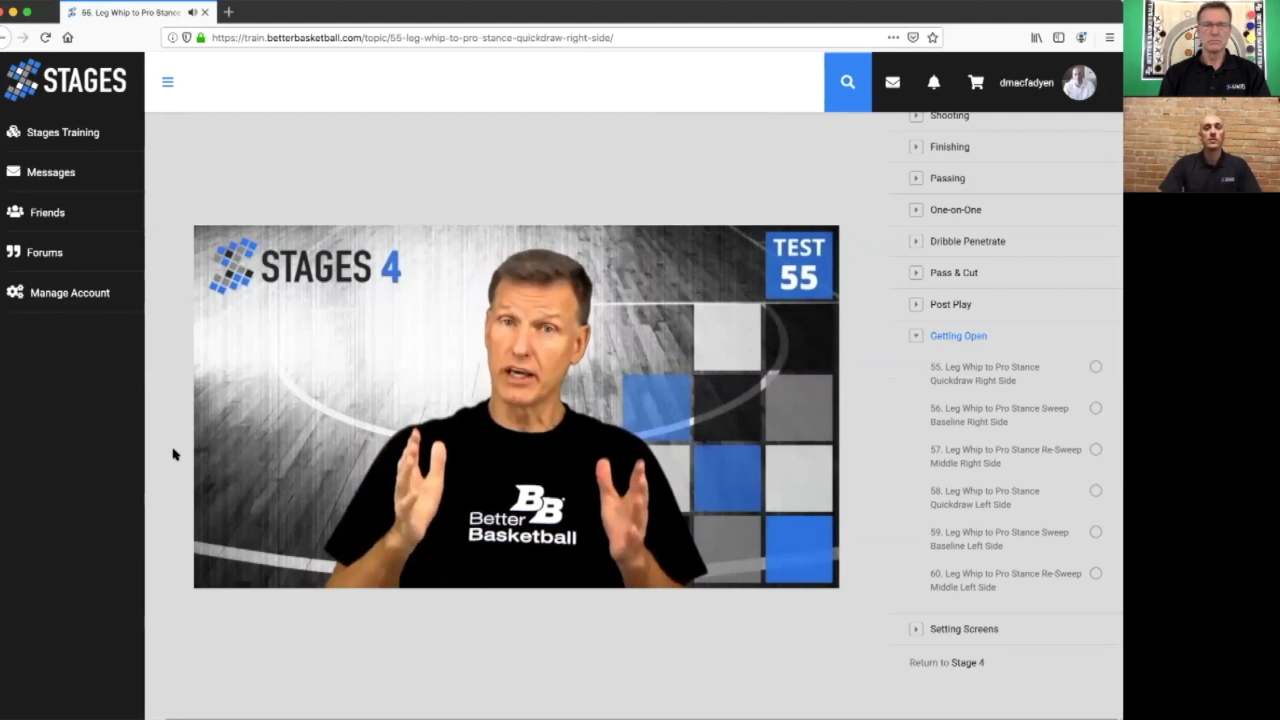 55. Leg Whip to Pro Stance
https://train.betterbasketball.com/topic/55-leg-whip-to-pro-stance-quickdraw-right-side/
STAGES
dmacfadyen
Stages Training
Messages
Friends
Forums
Manage Account
STAGES 4
TEST
55
BB
Better
Basketball
Shooting
Finishing
Passing
One-on-One
Dribble Penetrate
Pass & Cut
Post Play
Getting Open
55. Leg Whip to Pro Stance
Quickdraw Right Side
56. Leg Whip to Pro Stance Sweep
Baseline Right Side
57. Leg Whip to Pro Stance Re-Sweep
Middle Right Side
58. Leg Whip to Pro Stance
Quickdraw Left Side
59. Leg Whip to Pro Stance Sweep
Baseline Left Side
60. Leg Whip to Pro Stance Re-Sweep
Middle Left Side
Setting Screens
Return to Stage 4